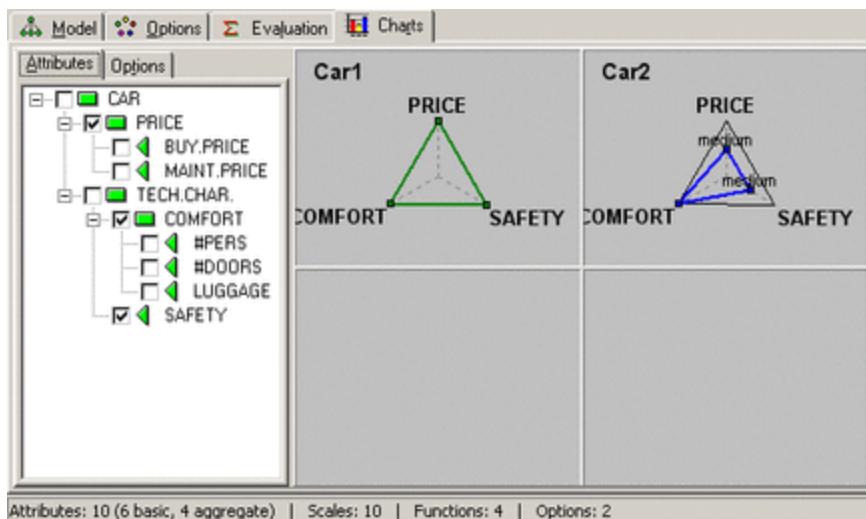 Model Options Σ Evaluation Charts
Attributes Options
CAR
PRICE
BUY.PRICE
MAINT.PRICE
TECH.CHAR.
COMFORT
#PERS
#DOORS
LUGGAGE
SAFETY
Car1
PRICE
COMFORT SAFETY
Car2
PRICE
medium
medium
COMFORT SAFETY
Attributes: 10 (6 basic, 4 aggregate) | Scales: 10 | Functions: 4 | Options: 2